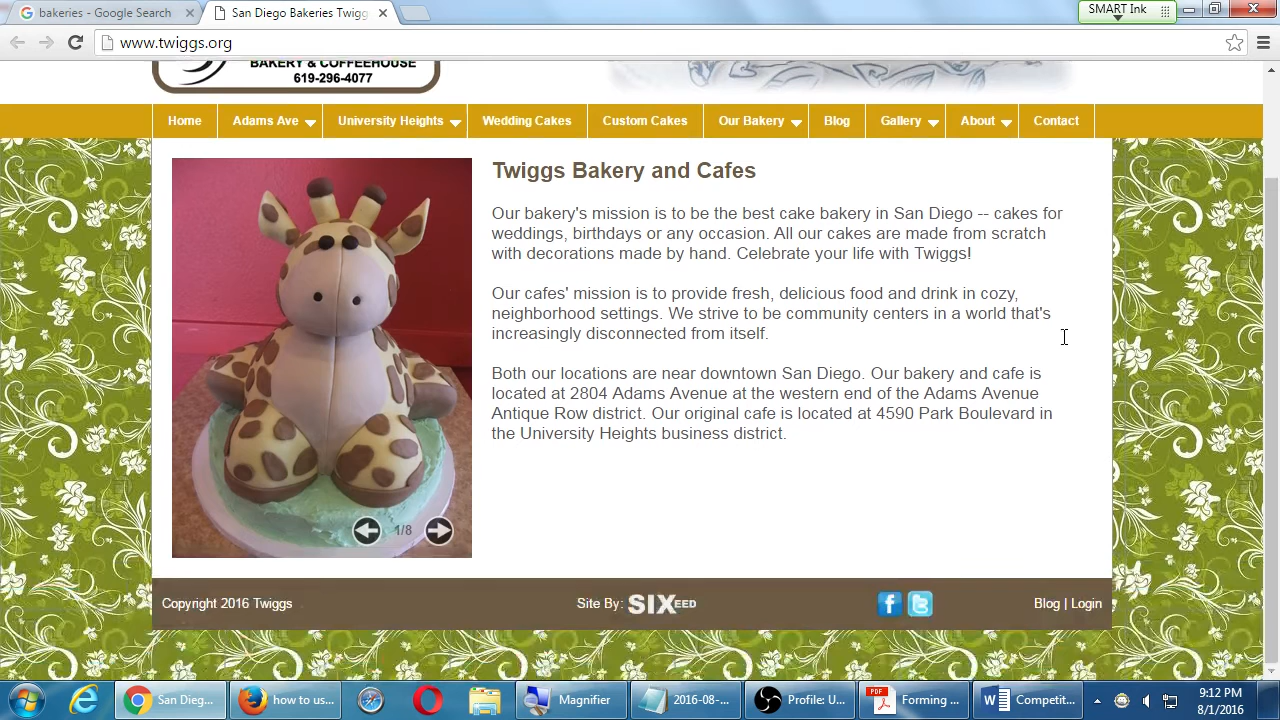 bakeries - Google Search
San Diego Bakeries Twigg
SMART Ink
www.twiggs.org
BAKERY & COFFEEHOUSE
619-296-4077
Home
Adams Ave
University Heights
Wedding Cakes
Custom Cakes
Our Bakery
Blog
Gallery
About
Contact
Twiggs Bakery and Cafes
Our bakery's mission is to be the best cake bakery in San Diego -- cakes for
weddings, birthdays or any occasion. All our cakes are made from scratch
with decorations made by hand. Celebrate your life with Twiggs!
Our cafes' mission is to provide fresh, delicious food and drink in cozy,
neighborhood settings. We strive to be community centers in a world that's
increasingly disconnected from itself.
Both our locations are near downtown San Diego. Our bakery and cafe is
located at 2804 Adams Avenue at the western end of the Adams Avenue
Antique Row district. Our original cafe is located at 4590 Park Boulevard in
the University Heights business district.
1/8
Copyright 2016 Twiggs
Site By: SIXEED
Blog | Login
San Dieg...
how to us...
Magnifier
2016-08-...
Profile: U...
PDF
Forming ...
W
Competit...
9:12 PM
8/1/2016